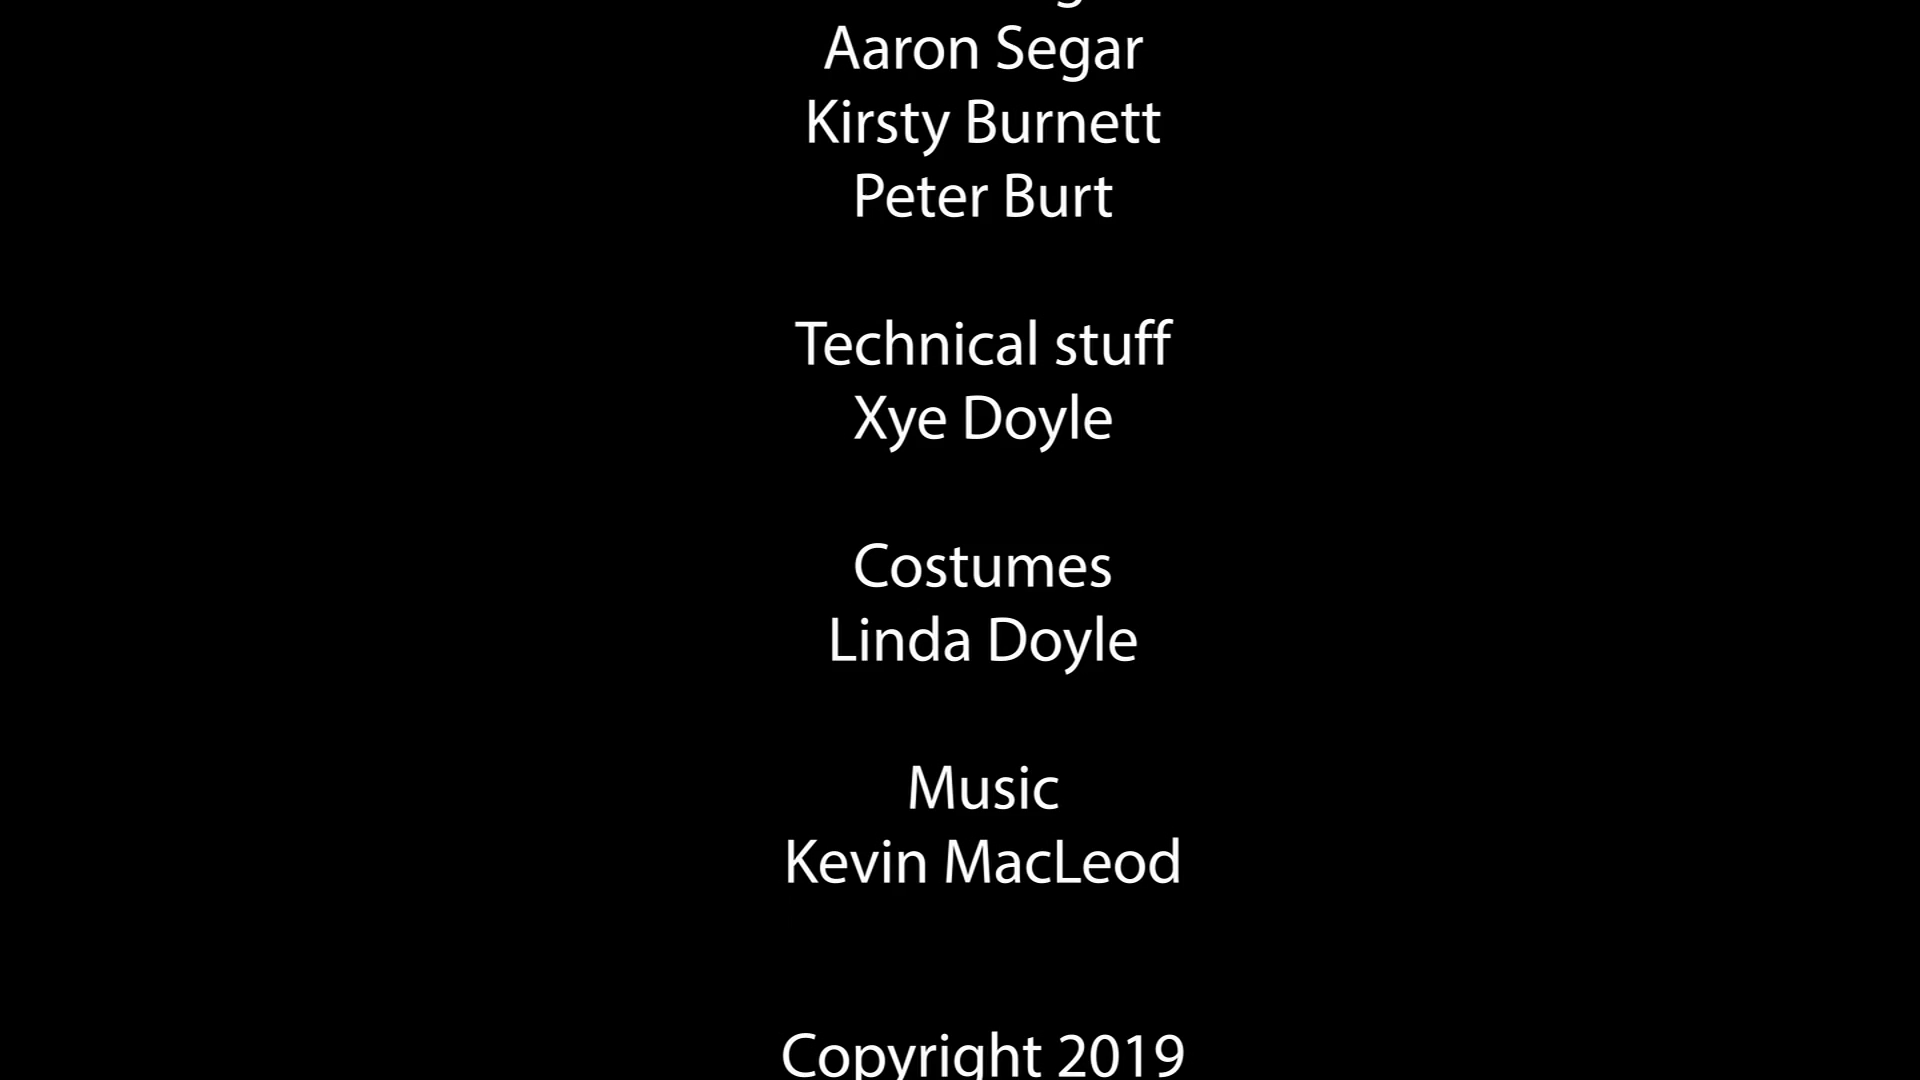 Aaron Segar
Kirsty Burnett
Peter Burt
Technical stuff
Xye Doyle
Costumes
Linda Doyle
Music
Kevin MacLeod
Copyright 2019